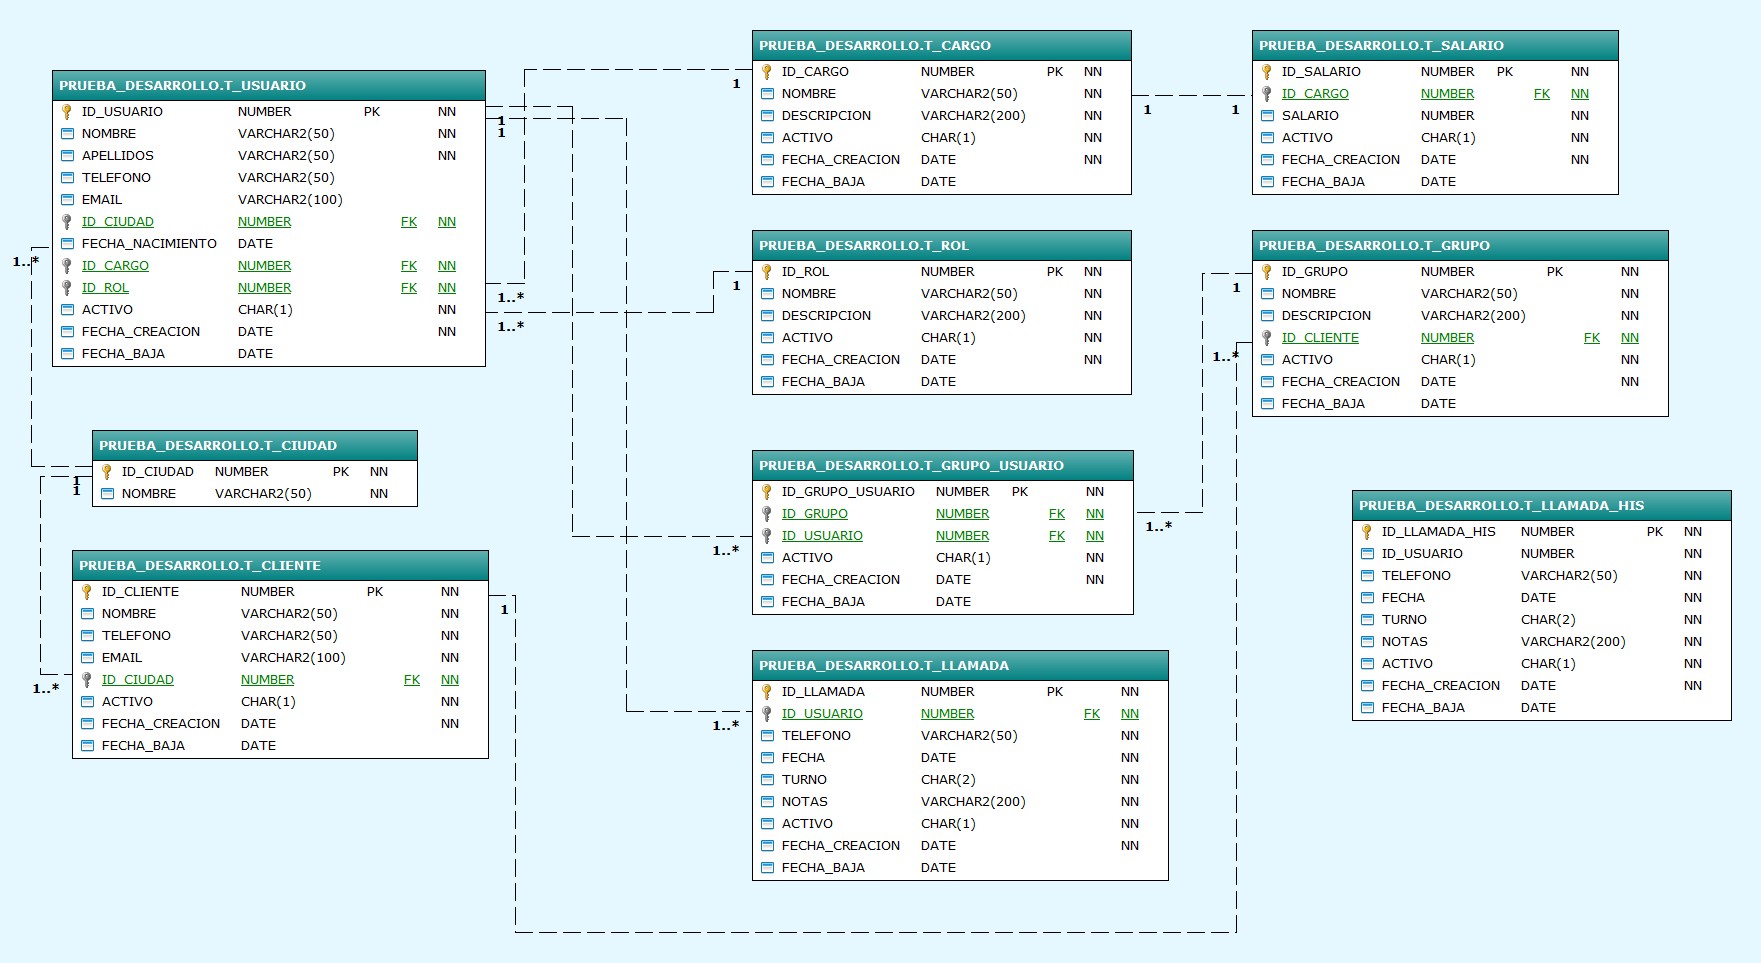 PRUEBA_DESARROLLO.T_USUARIO
ID_USUARIO NUMBER PK NN
NOMBRE VARCHAR2(50) NN
APELLIDOS VARCHAR2(50) NN
TELEFONO VARCHAR2(50)
EMAIL VARCHAR2(100)
ID_CIUDAD NUMBER FK NN
FECHA_NACIMIENTO DATE
ID_CARGO NUMBER FK NN
ID_ROL NUMBER FK NN
ACTIVO CHAR(1) NN
FECHA_CREACION DATE NN
FECHA_BAJA DATE
1
1
1..*
1..*
1..*
PRUEBA_DESARROLLO.T_CARGO
ID_CARGO NUMBER PK NN
NOMBRE VARCHAR2(50) NN
DESCRIPCION VARCHAR2(200) NN
ACTIVO CHAR(1) NN
FECHA_CREACION DATE NN
FECHA_BAJA DATE
1
1
PRUEBA_DESARROLLO.T_SALARIO
ID_SALARIO NUMBER PK NN
ID_CARGO NUMBER FK NN
SALARIO NUMBER NN
ACTIVO CHAR(1) NN
FECHA_CREACION DATE NN
FECHA_BAJA DATE
1
PRUEBA_DESARROLLO.T_ROL
ID_ROL NUMBER PK NN
NOMBRE VARCHAR2(50) NN
DESCRIPCION VARCHAR2(200) NN
ACTIVO CHAR(1) NN
FECHA_CREACION DATE NN
FECHA_BAJA DATE
1
PRUEBA_DESARROLLO.T_GRUPO
ID_GRUPO NUMBER PK NN
NOMBRE VARCHAR2(50) NN
DESCRIPCION VARCHAR2(200) NN
ID_CLIENTE NUMBER FK NN
ACTIVO CHAR(1) NN
FECHA_CREACION DATE NN
FECHA_BAJA DATE
1
1..*
PRUEBA_DESARROLLO.T_CIUDAD
ID_CIUDAD NUMBER PK NN
NOMBRE VARCHAR2(50) NN
1
1
PRUEBA_DESARROLLO.T_GRUPO_USUARIO
ID_GRUPO_USUARIO NUMBER PK NN
ID_GRUPO NUMBER FK NN
ID_USUARIO NUMBER FK NN
ACTIVO CHAR(1) NN
FECHA_CREACION DATE NN
FECHA_BAJA DATE
1..*
1..*
PRUEBA_DESARROLLO.T_LLAMADA_HIS
ID_LLAMADA_HIS NUMBER PK NN
ID_USUARIO NUMBER NN
TELEFONO VARCHAR2(50) NN
FECHA DATE NN
TURNO CHAR(2) NN
NOTAS VARCHAR2(200) NN
ACTIVO CHAR(1) NN
FECHA_CREACION DATE NN
FECHA_BAJA DATE
PRUEBA_DESARROLLO.T_CLIENTE
ID_CLIENTE NUMBER PK NN
NOMBRE VARCHAR2(50) NN
TELEFONO VARCHAR2(50) NN
EMAIL VARCHAR2(100) NN
ID_CIUDAD NUMBER FK NN
ACTIVO CHAR(1) NN
FECHA_CREACION DATE NN
FECHA_BAJA DATE
1
1..*
PRUEBA_DESARROLLO.T_LLAMADA
ID_LLAMADA NUMBER PK NN
ID_USUARIO NUMBER FK NN
TELEFONO VARCHAR2(50) NN
FECHA DATE NN
TURNO CHAR(2) NN
NOTAS VARCHAR2(200) NN
ACTIVO CHAR(1) NN
FECHA_CREACION DATE NN
FECHA_BAJA DATE
1..*